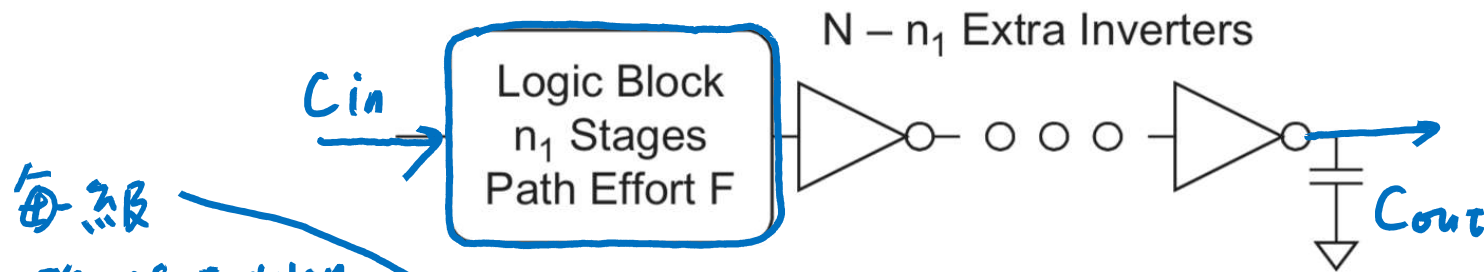 N – n₁ Extra Inverters
Cin
Logic Block
n₁ Stages
Path Effort F
每級
Cout